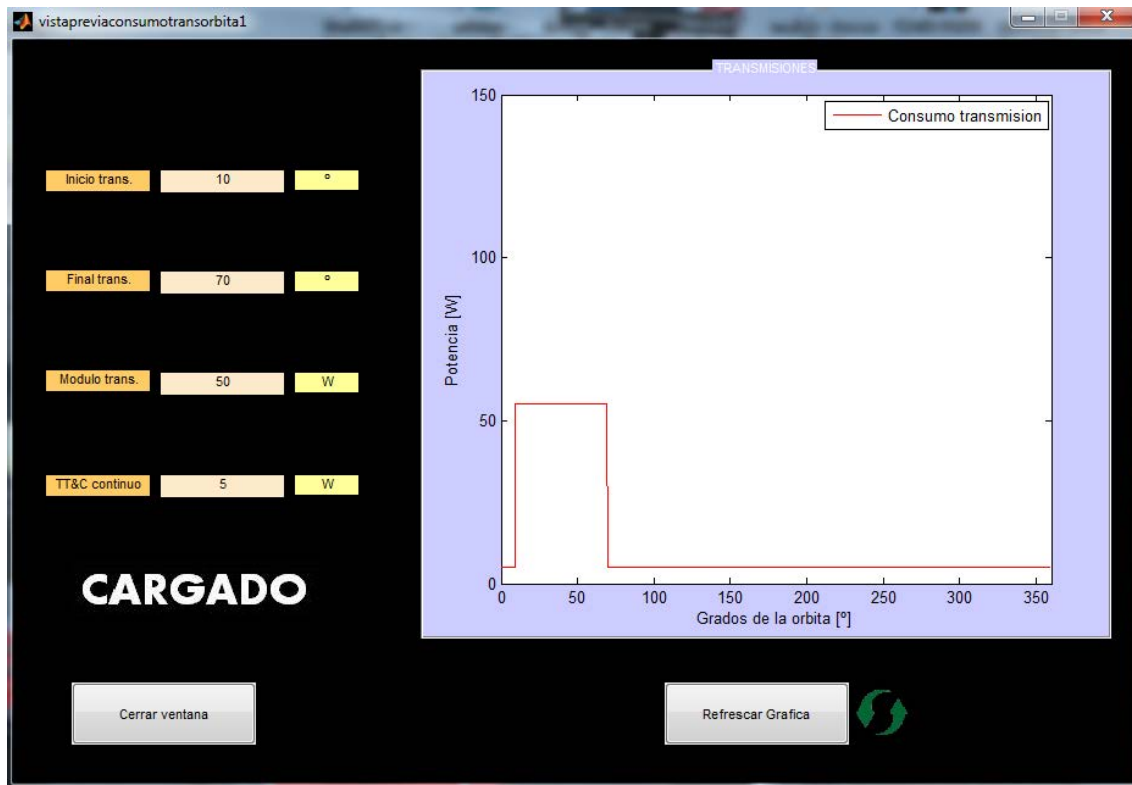 vistapreviaconsumotransorbita1
TRANSMISIONES
Inicio trans. 10 º
Final trans. 70 º
Modulo trans. 50 W
TT&C continuo 5 W
CARGADO
Consumo transmision
150
100
50
0
Potencia [W]
0 50 100 150 200 250 300 350
Grados de la orbita [º]
Cerrar ventana
Refrescar Grafica